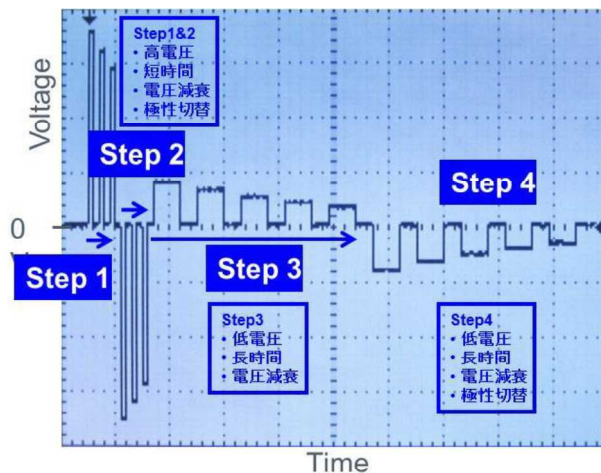 Step1&2
・高電圧
・短時間
・電圧減衰
・極性切替
Voltage
Step 2
Step 4
0
Step 1
Step 3
Step3
・低電圧
・長時間
・電圧減衰
Step4
・低電圧
・長時間
・電圧減衰
・極性切替
Time